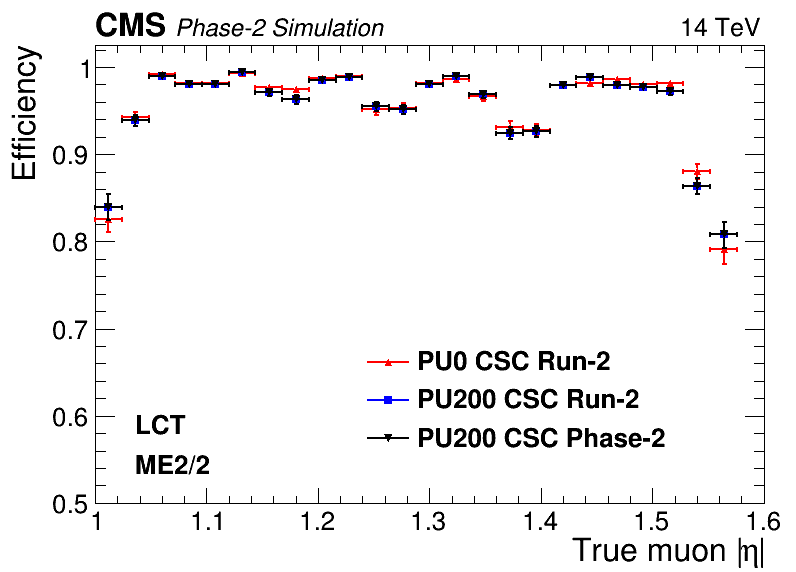 CMS Phase-2 Simulation 14 TeV
Efficiency
1
0.9
0.8
0.7
0.6
0.5
PU0 CSC Run-2
PU200 CSC Run-2
PU200 CSC Phase-2
LCT
ME2/2
1 1.1 1.2 1.3 1.4 1.5 1.6
True muon |η|